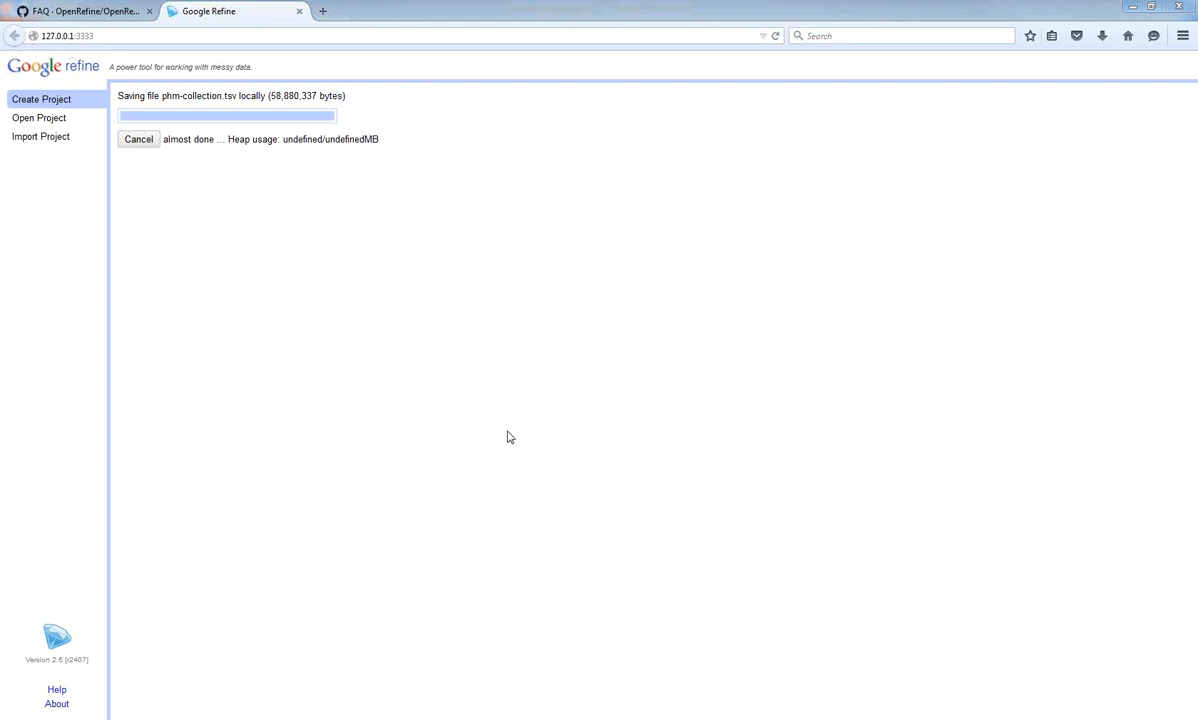 FAQ · OpenRefine/OpenRe...
Google Refine
127.0.0.1:3333
Search
Google refine
A power tool for working with messy data.
Create Project
Open Project
Import Project
Saving file phm-collection.tsv locally (58,880,337 bytes)
Cancel
almost done ... Heap usage: undefined/undefinedMB
Version 2.5 [r2407]
Help
About